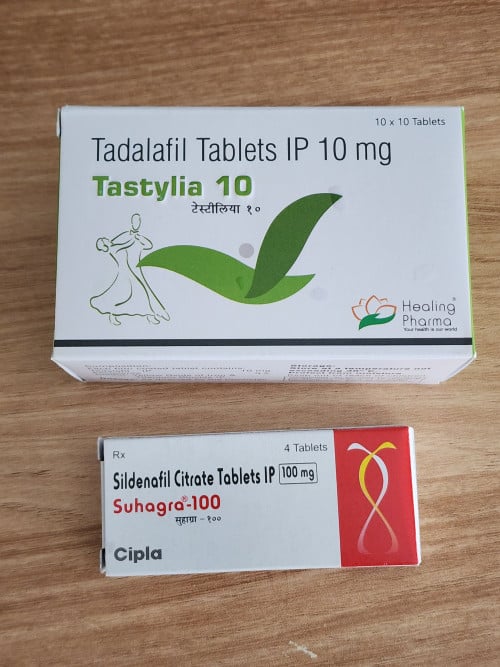 10 x 10 Tablets
Tadalafil Tablets IP 10 mg
Tastylia 10
टेस्टीलिया १०
Healing
Pharma
Your health is our world
Storage:
Rx
4 Tablets
Sildenafil Citrate Tablets IP 100 mg
Suhagra®-100
सुहाग्रा – १००
Cipla